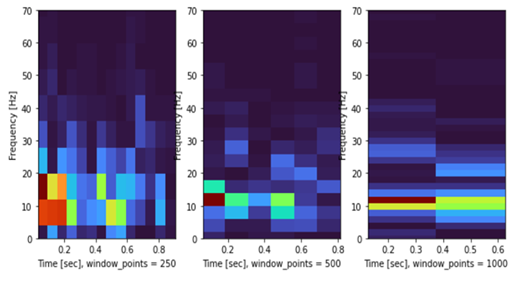 70 60 50 40 30 20 10 0
Frequency [Hz]
0.2 0.4 0.6 0.8
Time [sec], window_points = 250
70 60 50 40 30 20 10 0
Frequency [Hz]
0.2 0.4 0.6 0.8
Time [sec], window_points = 500
70 60 50 40 30 20 10 0
Frequency [Hz]
0.2 0.3 0.4 0.5 0.6
Time [sec], window_points = 1000